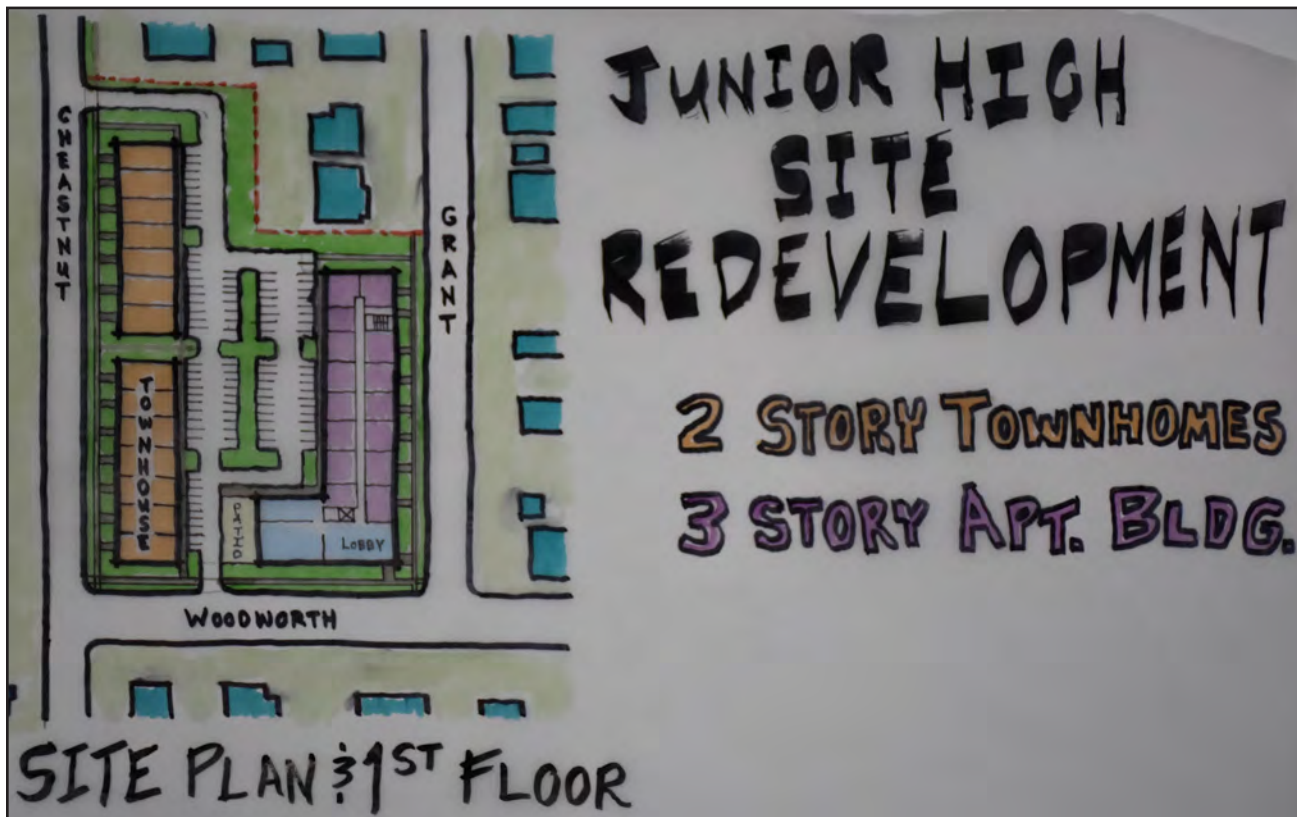 JUNIOR HIGH
SITE
REDEVELOPMENT
2 STORY TOWNHOMES
3 STORY APT. BLDG.
CHEASTNUT
GRANT
TOWNHOUSE
PATIO
LOBBY
WOODWORTH
SITE PLAN & 1ST FLOOR